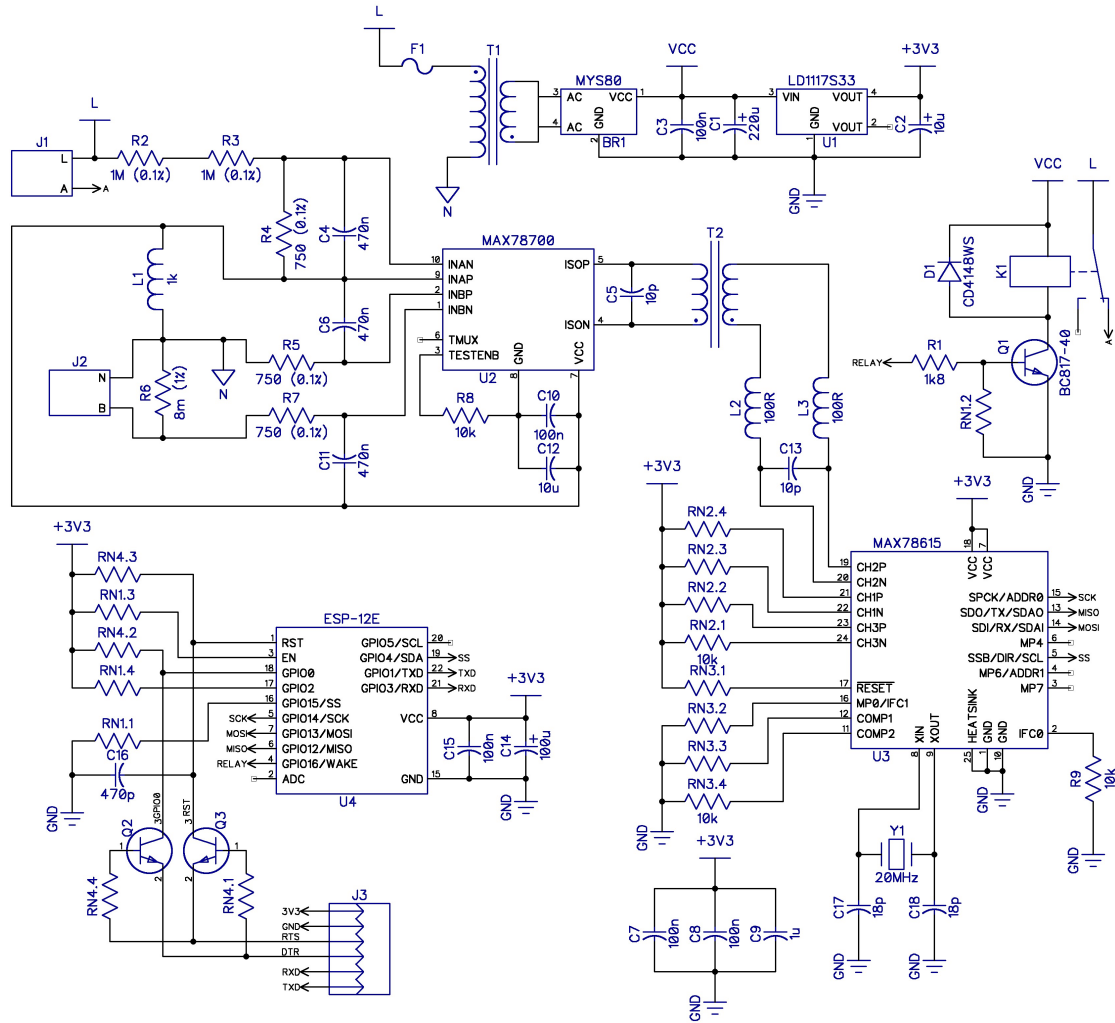 L
F1
T1
N
MYS80
3 AC
4 AC
VCC 1
GND
2
BR1
VCC
C3
100n
C1
220u
+
LD1117S33
3 VIN
VOUT 4
VOUT 2
GND
1
U1
+3V3
C2
10u
+
GND
J1
L
A
A
L
R2
1M (0.1%)
R3
1M (0.1%)
R4
750 (0.1%)
C4
470n
L1
1k
C6
470n
J2
N
B
R6
8m (1%)
N
R5
750 (0.1%)
R7
750 (0.1%)
C11
470n
MAX78700
10 INAN
9 INAP
2 INBP
1 INBN
6 TMUX
3 TESTENB
ISOP 5
ISON 4
GND
8
VCC
7
U2
R8
10k
C10
100n
C12
10u
C5
10p
T2
L2
100R
L3
100R
C13
10p
VCC
L
D1
CD4148WS
K1
A
RELAY
R1
1k8
RN1.2
Q1
BC817-40
GND
+3V3
RN4.3
RN1.3
RN4.2
RN1.4
RN1.1
C16
470p
GND
ESP-12E
1 RST
3 EN
18 GPIO0
17 GPIO2
16 GPIO15/SS
SCK 5 GPIO14/SCK
MOSI 7 GPIO13/MOSI
MISO 6 GPIO12/MISO
RELAY 4 GPIO16/WAKE
2 ADC
GPIO5/SCL 20
GPIO4/SDA 19 SS
GPIO1/TXD 22 TXD
GPIO3/RXD 21 RXD
VCC 8
GND 15
U4
+3V3
C15
100n
C14
100u
+
GND
Q2
1
2
3
GPIO0
Q3
1
2
3
RST
RN4.4
RN4.1
J3
3V3
GND
RTS
DTR
RXD
TXD
+3V3
RN2.4
RN2.3
RN2.2
RN2.1
10k
RN3.1
RN3.2
RN3.3
RN3.4
10k
GND
+3V3
MAX78615
18
VCC
7
VCC
19 CH2P
20 CH2N
21 CH1P
22 CH1N
23 CH3P
24 CH3N
17 RESET
16 MP0/IFC1
12 COMP1
11 COMP2
SPCK/ADDR0 15 SCK
SDO/TX/SDAO 13 MISO
SDI/RX/SDAI 14 MOSI
MP4 6
SSB/DIR/SCL 5 SS
MP6/ADDR1 4
MP7 3
IFC0 2
XIN
8
XOUT
9
HEATSINK
25
GND
1
GND
10
U3
GND
R9
10k
GND
Y1
20MHz
C17
18p
C18
18p
GND
GND
+3V3
C7
100n
C8
100n
C9
1u
GND